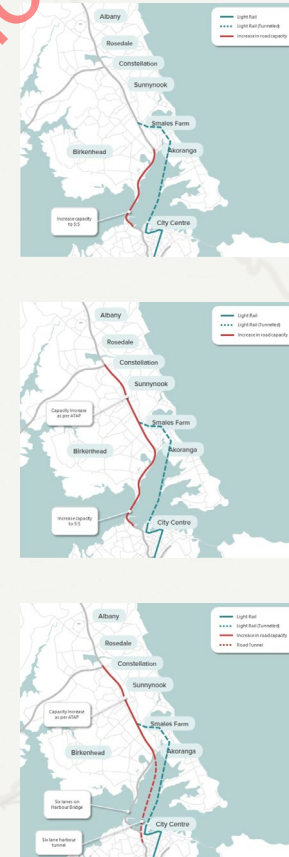 Albany
Light Rail
Light Rail (Tunnelled)
Increase in road capacity
Rosedale
Constellation
Sunnynook
Smales Farm
Birkenhead
Akoranga
Increase capacity
to 5:5
City Centre
Albany
Light Rail
Light Rail (Tunnelled)
Increase in road capacity
Rosedale
Constellation
Sunnynook
Capacity Increase
as per ATAP
Smales Farm
Birkenhead
Akoranga
Increase capacity
to 5:5
City Centre
Albany
Light Rail
Light Rail (Tunnelled)
Increase in road capacity
Road Tunnel
Rosedale
Constellation
Sunnynook
Capacity Increase
as per ATAP
Smales Farm
Birkenhead
Akoranga
Six lanes on
Harbour Bridge
City Centre
Six lane harbour
tunnel